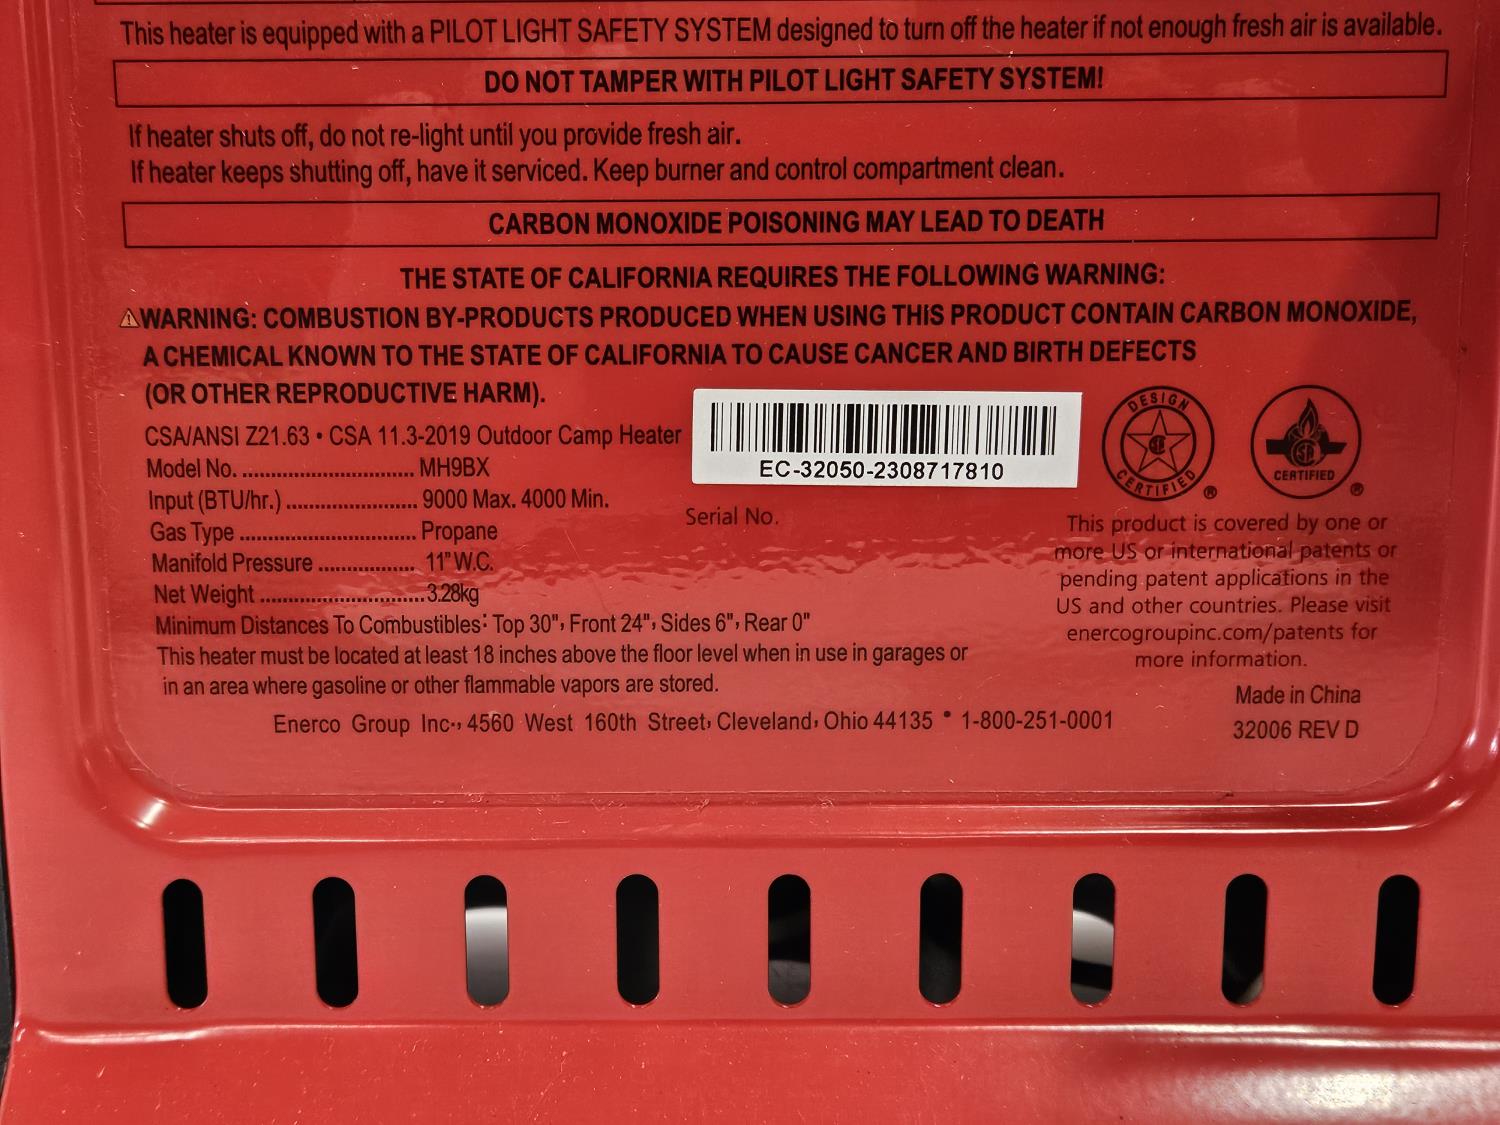 This heater is equipped with a PILOT LIGHT SAFETY SYSTEM designed to turn off the heater if not enough fresh air is available.
DO NOT TAMPER WITH PILOT LIGHT SAFETY SYSTEM!
If heater shuts off, do not re-light until you provide fresh air.
If heater keeps shutting off, have it serviced. Keep burner and control compartment clean.
CARBON MONOXIDE POISONING MAY LEAD TO DEATH
THE STATE OF CALIFORNIA REQUIRES THE FOLLOWING WARNING:
⚠WARNING: COMBUSTION BY-PRODUCTS PRODUCED WHEN USING THIS PRODUCT CONTAIN CARBON MONOXIDE,
A CHEMICAL KNOWN TO THE STATE OF CALIFORNIA TO CAUSE CANCER AND BIRTH DEFECTS
(OR OTHER REPRODUCTIVE HARM).
CSA/ANSI Z21.63 • CSA 11.3-2019 Outdoor Camp Heater
Model No. .......................... MH9BX
Input (BTU/hr.) ...................... 9000 Max. 4000 Min.
Gas Type .............................. Propane
Manifold Pressure ................ 11" W.C.
Net Weight ............................ 3.28kg
Minimum Distances To Combustibles: Top 30", Front 24", Sides 6", Rear 0"
This heater must be located at least 18 inches above the floor level when in use in garages or
in an area where gasoline or other flammable vapors are stored.
Enerco Group Inc., 4560 West 160th Street, Cleveland, Ohio 44135 • 1-800-251-0001
EC-32050-2308717810
Serial No.
DESIGN
CERTIFIED ®
CERTIFIED ®
This product is covered by one or
more US or international patents or
pending patent applications in the
US and other countries. Please visit
enercogroupinc.com/patents for
more information.
Made in China
32006 REV D